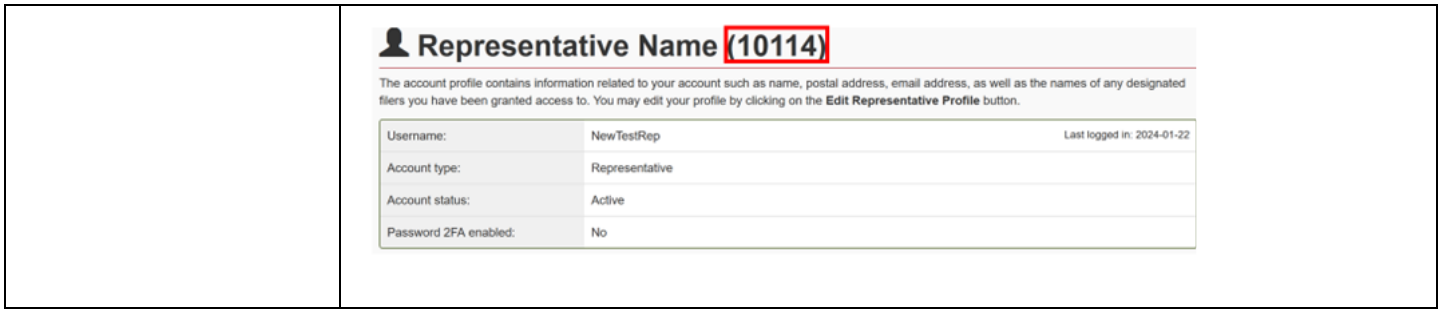 Representative Name (10114)
The account profile contains information related to your account such as name, postal address, email address, as well as the names of any designated
filers you have been granted access to. You may edit your profile by clicking on the Edit Representative Profile button.
Username: NewTestRep Last logged in: 2024-01-22
Account type: Representative
Account status: Active
Password 2FA enabled: No